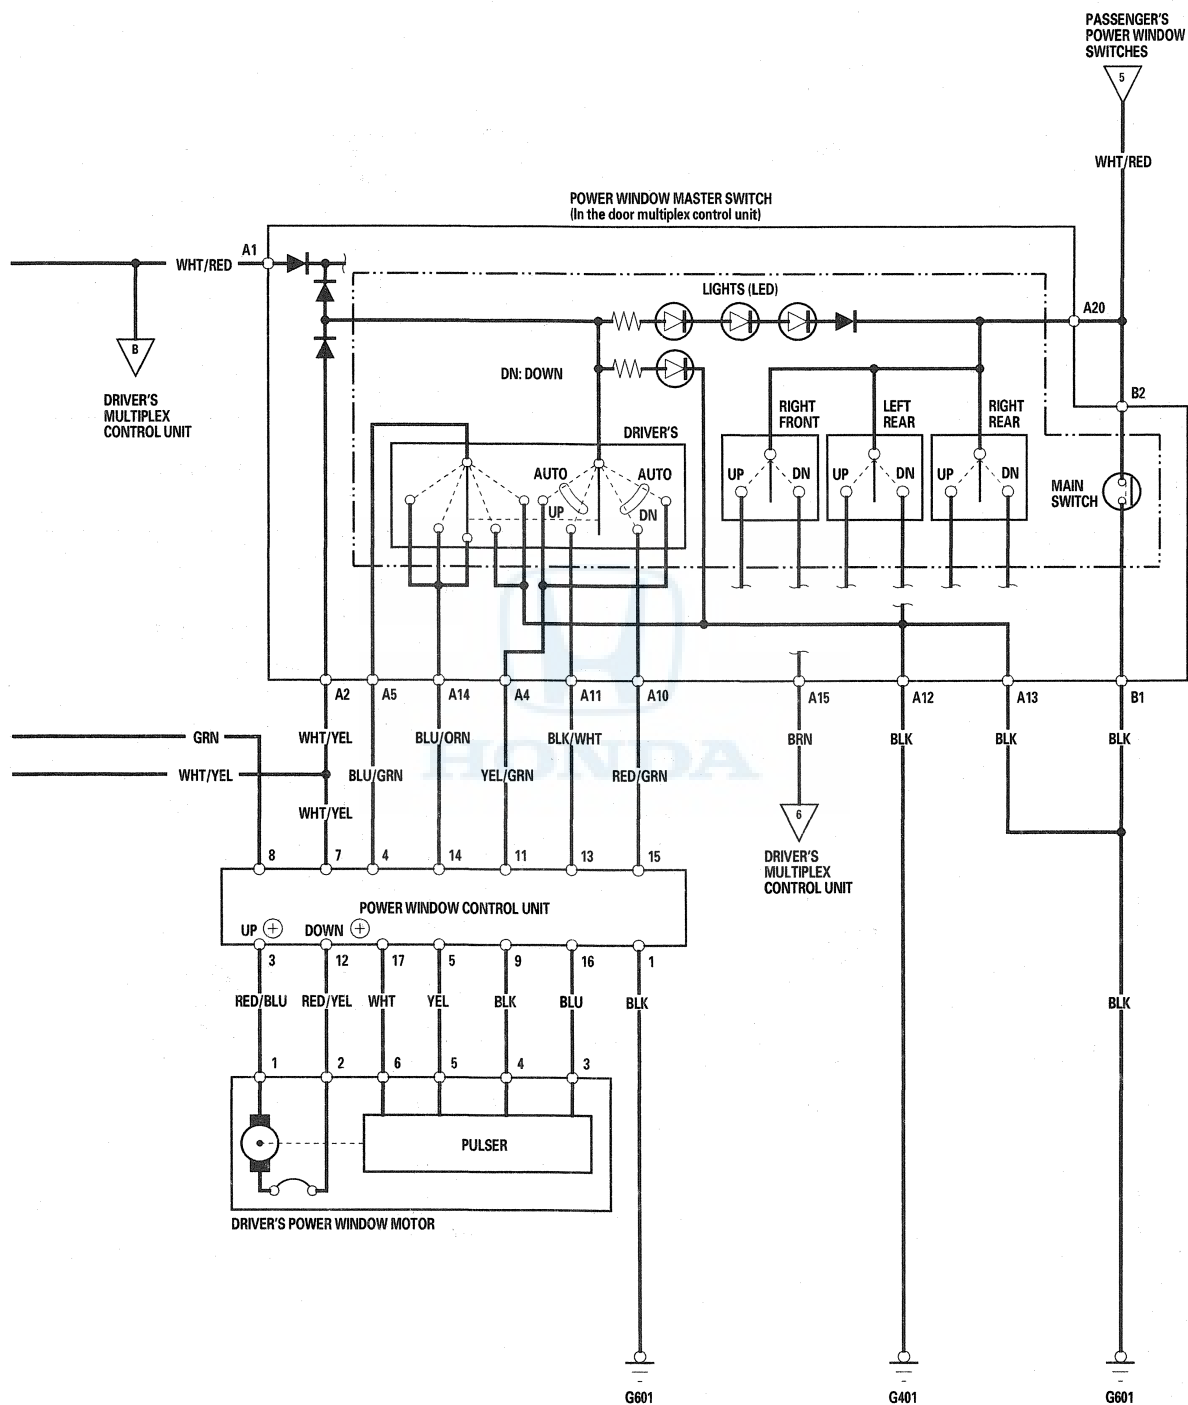 PASSENGER'S
POWER WINDOW
SWITCHES
5
WHT/RED
POWER WINDOW MASTER SWITCH
(In the door multiplex control unit)
A1
WHT/RED
LIGHTS (LED)
A20
B
DN: DOWN
B2
DRIVER'S
MULTIPLEX
CONTROL UNIT
RIGHT
FRONT
LEFT
REAR
RIGHT
REAR
DRIVER'S
AUTO
AUTO
UP
DN
UP
DN
UP
DN
UP
DN
MAIN
SWITCH
A2
A5
A14
A4
A11
A10
A15
A12
A13
B1
GRN
WHT/YEL
BLU/ORN
BLK/WHT
BRN
BLK
BLK
BLK
HONDA
WHT/YEL
BLU/GRN
YEL/GRN
RED/GRN
WHT/YEL
6
8
7
4
14
11
13
15
DRIVER'S
MULTIPLEX
CONTROL UNIT
POWER WINDOW CONTROL UNIT
UP +
DOWN +
3
12
17
5
9
16
1
RED/BLU
RED/YEL
WHT
YEL
BLK
BLU
BLK
BLK
1
2
6
5
4
3
PULSER
DRIVER'S POWER WINDOW MOTOR
G601
G401
G601